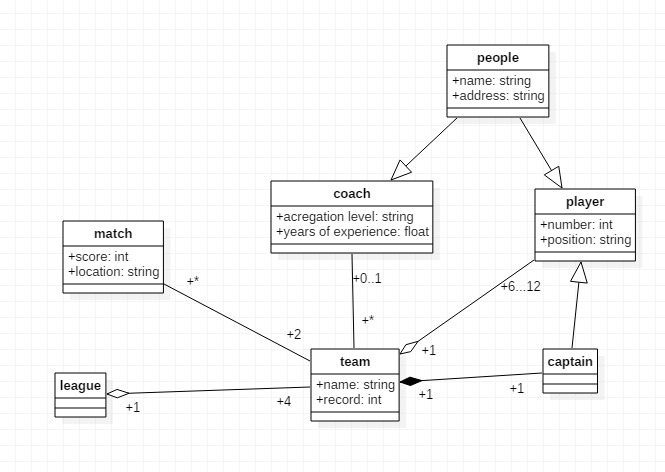 people
+name: string
+address: string
coach
+acregation level: string
+years of experience: float
player
+number: int
+position: string
match
+score: int
+location: string
+*
+0..1
+6...12
+*
+2
+1
team
+name: string
+record: int
captain
league
+1
+4
+1
+1